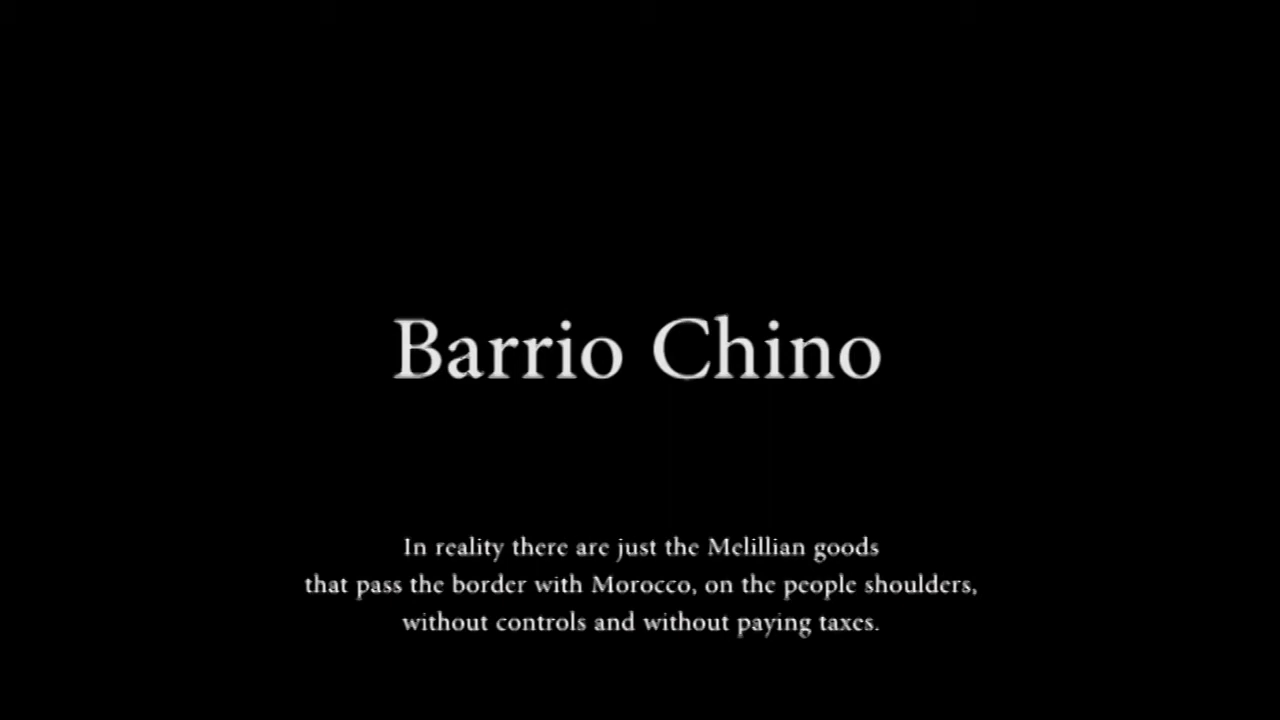 Barrio Chino
In reality there are just the Melillian goods
that pass the border with Morocco, on the people shoulders,
without controls and without paying taxes.